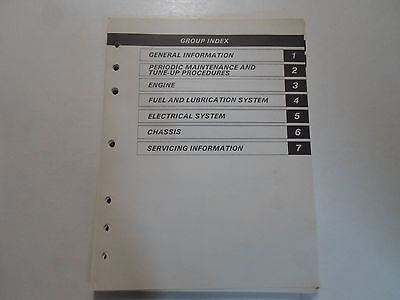 GROUP INDEX
GENERAL INFORMATION 1
PERIODIC MAINTENANCE AND
TUNE-UP PROCEDURES 2
ENGINE 3
FUEL AND LUBRICATION SYSTEM 4
ELECTRICAL SYSTEM 5
CHASSIS 6
SERVICING INFORMATION 7